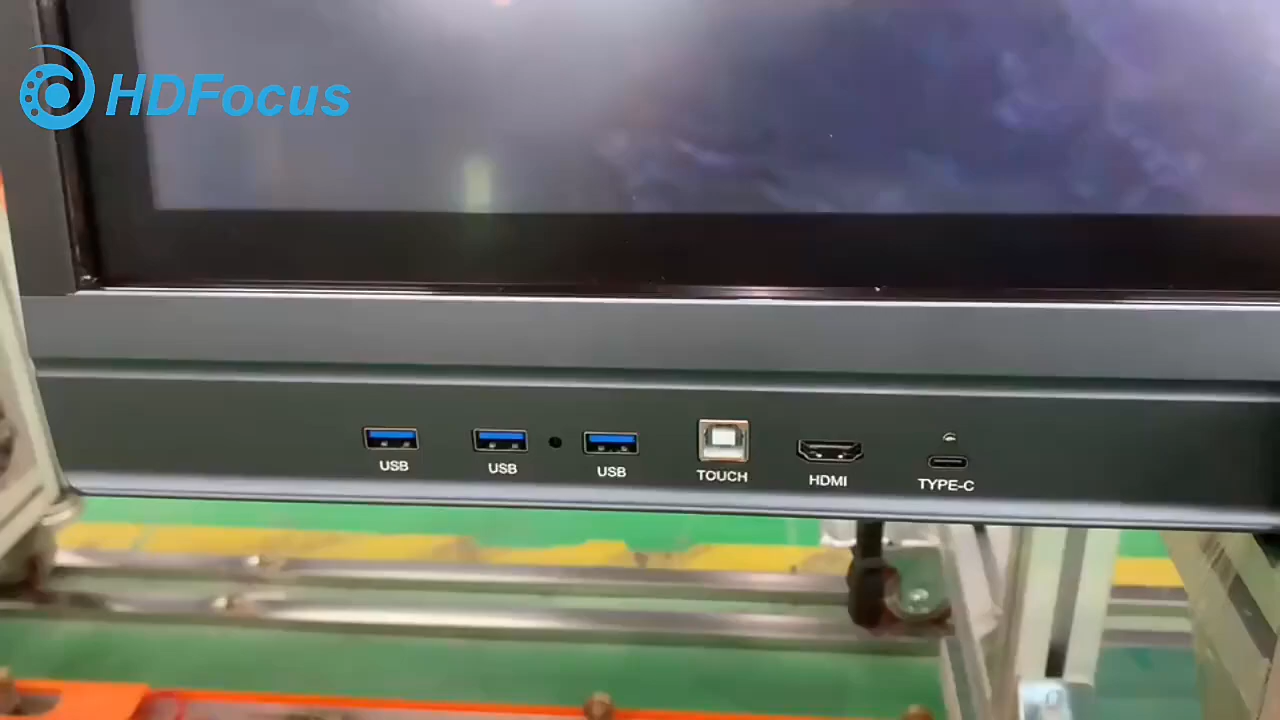 HDFocus
USB
USB
USB
TOUCH
HDMI
TYPE-C